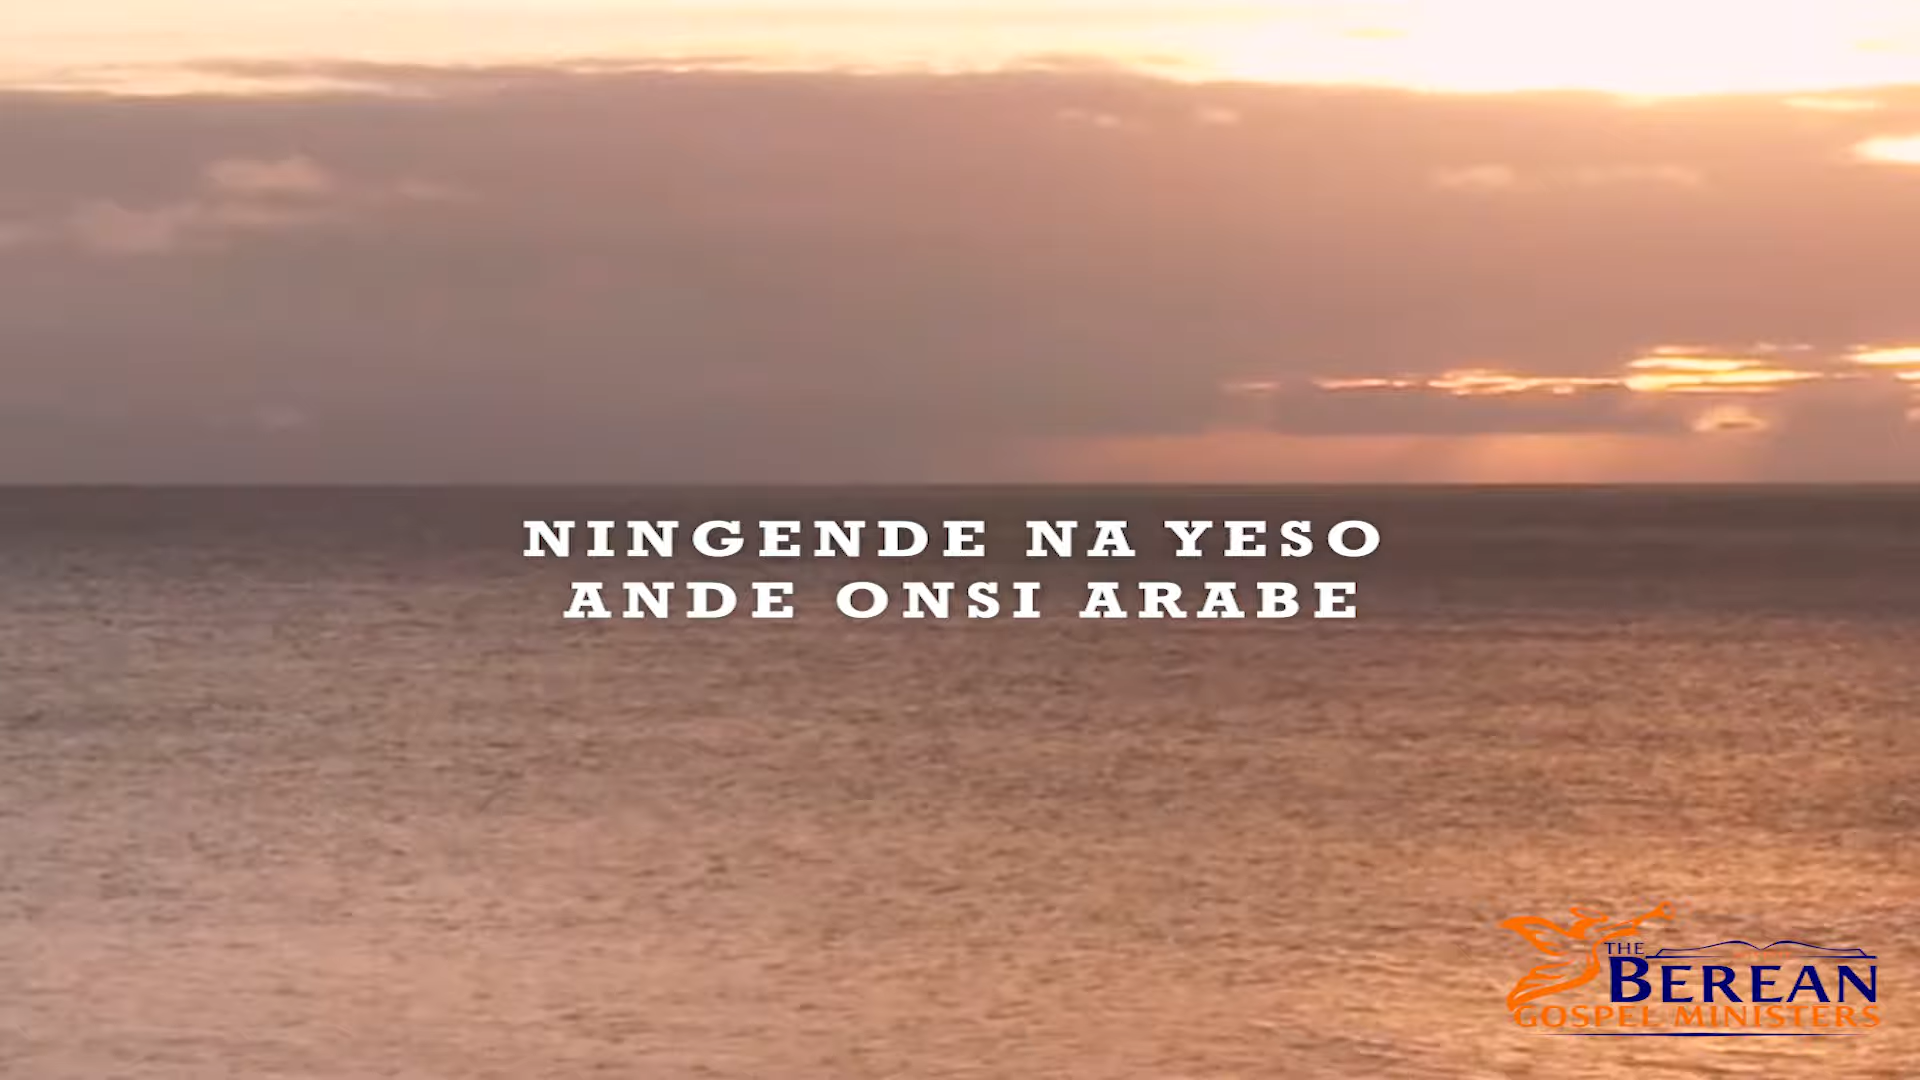 NINGENDE NA YESO
ANDE ONSI ARABE
THE
BEREAN
GOSPEL MINISTERS